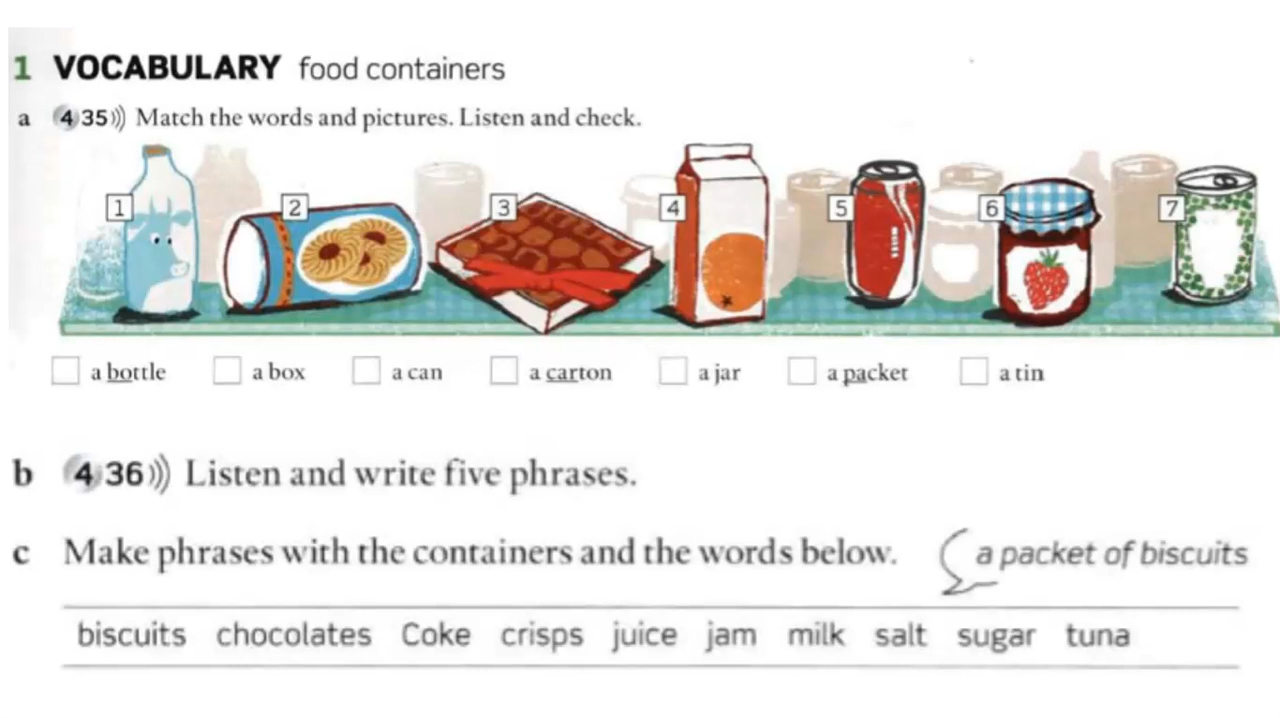 1 VOCABULARY food containers
a 4 35))) Match the words and pictures. Listen and check.
1 2 3 4 5 6 7
a bottle a box a can a carton a jar a packet a tin
b 4 36))) Listen and write five phrases.
c Make phrases with the containers and the words below. a packet of biscuits
biscuits chocolates Coke crisps juice jam milk salt sugar tuna